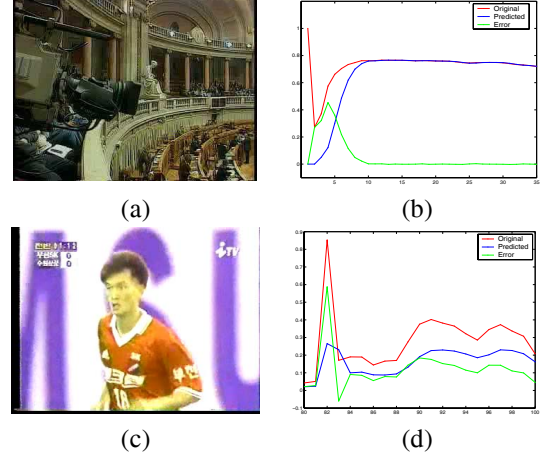 1
0.8
0.6
0.4
0.2
0
Original
Predicted
Error
5 10 15 20 25 30 35
(a) (b)
iTV
0
0
A S U
18
0.9
0.8
0.7
0.6
0.5
0.4
0.3
0.2
0.1
0
−0.1
Original
Predicted
Error
80 82 84 86 88 90 92 94 96 98 100
(c) (d)